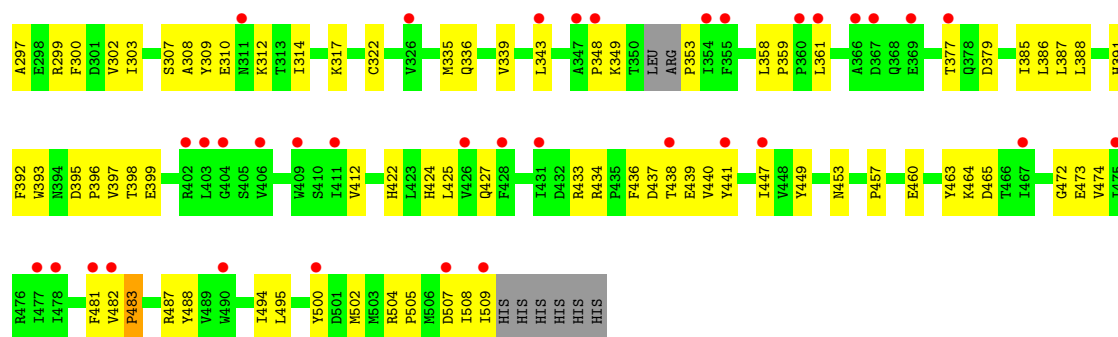 A297 E298 R299 F300 D301 V302 I303 S307 A308 Y309 E310 N311 K312 T313 I314 K317 C322 V326 M335 Q336 V339 L343 A347 P348 K349 T350 LEU ARG P353 I354 F355 L358 P359 P360 L361 A366 D367 Q368 E369 T377 Q378 D379 I385 L386 L387 L388 H391
F392 W393 N394 D395 P396 V397 T398 E399 R402 L403 G404 S405 V406 W409 S410 I411 V412 H422 H424 L423 L425 V426 Q427 F428 I431 D432 R433 R434 P435 F436 D437 T438 E439 V440 Y441 I447 V448 Y449 N453 P457 E460 Y463 K464 D465 T466 I467 G472 E473 V474 I475
R476 I477 I478 F481 V482 P483 R487 Y488 V489 W490 I494 L495 Y500 D501 M502 M503 R504 P505 M506 D507 I508 I509 HIS HIS HIS HIS HIS HIS